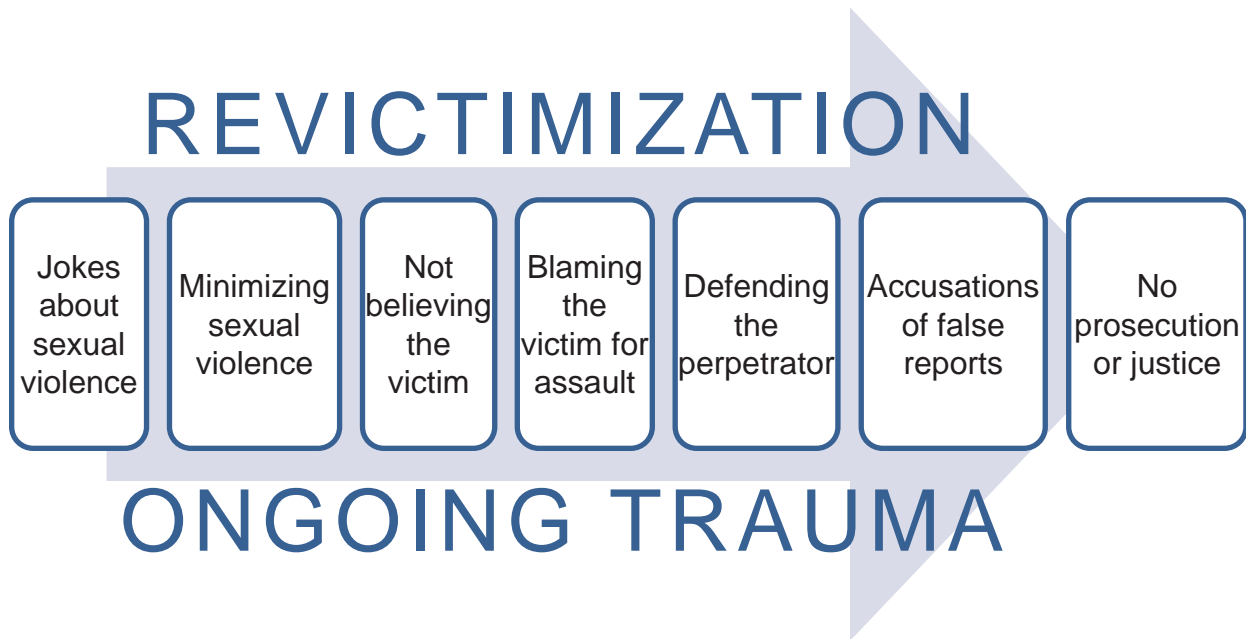 REVICTIMIZATION
Jokes
about
sexual
violence
Minimizing
sexual
violence
Not
believing
the
victim
Blaming
the
victim for
assault
Defending
the
perpetrator
Accusations
of false
reports
No
prosecution
or justice
ONGOING TRAUMA